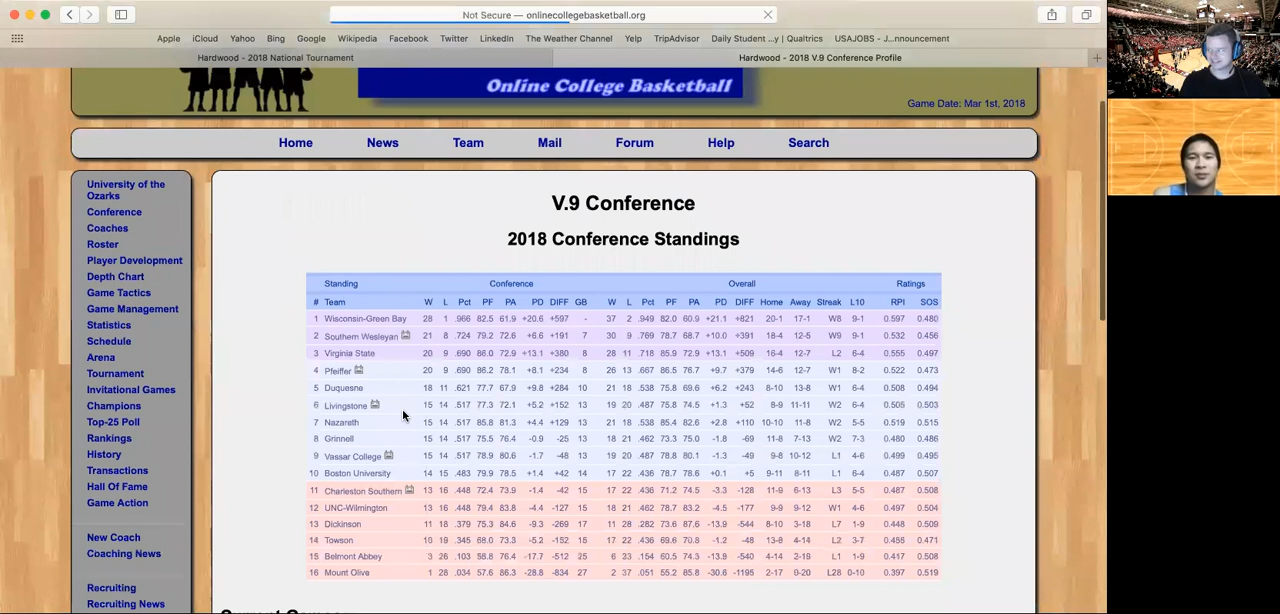 Not Secure — onlinecollegebasketball.org
Apple iCloud Yahoo Bing Google Wikipedia Facebook Twitter LinkedIn The Weather Channel Yelp TripAdvisor Daily Student ...y | Qualtrics USAJOBS - J...nnouncement
Hardwood - 2018 National Tournament Hardwood - 2018 V.9 Conference Profile
Online College Basketball
Game Date: Mar 1st, 2018
Home News Team Mail Forum Help Search
University of the
Ozarks
Conference
Coaches
Roster
Player Development
Depth Chart
Game Tactics
Game Management
Statistics
Schedule
Arena
Tournament
Invitational Games
Champions
Top-25 Poll
Rankings
History
Transactions
Hall Of Fame
Game Action
New Coach
Coaching News
Recruiting
Recruiting News
V.9 Conference
2018 Conference Standings
Standing Conference Overall Ratings
# Team W L Pct PF PA PD DIFF GB W L Pct PF PA PD DIFF Home Away Streak L10 RPI SOS
1 Wisconsin-Green Bay 28 1 .966 82.5 61.9 +20.6 +597 - 37 2 .949 82.0 60.9 +21.1 +821 20-1 17-1 W8 9-1 0.597 0.480
2 Southern Wesleyan 21 8 .724 79.2 72.6 +6.6 +191 7 30 9 .769 78.7 68.7 +10.0 +391 18-4 12-5 W9 9-1 0.532 0.456
3 Virginia State 20 9 .690 86.0 72.9 +13.1 +380 8 28 11 .718 85.9 72.9 +13.1 +509 16-4 12-7 L2 6-4 0.555 0.497
4 Pfeiffer 20 9 .690 86.2 78.1 +8.1 +234 8 26 13 .667 86.5 76.7 +9.7 +379 14-6 12-7 W1 8-2 0.522 0.473
5 Duquesne 18 11 .621 77.7 67.9 +9.8 +284 10 21 18 .538 75.8 69.6 +6.2 +243 8-10 13-8 W1 6-4 0.508 0.494
6 Livingstone 15 14 .517 77.3 72.1 +5.2 +152 13 19 20 .487 75.8 74.5 +1.3 +52 8-9 11-11 W2 6-4 0.505 0.503
7 Nazareth 15 14 .517 85.8 81.3 +4.4 +129 13 21 18 .538 85.4 82.6 +2.8 +110 10-10 11-8 W2 5-5 0.519 0.515
8 Grinnell 15 14 .517 75.5 76.4 -0.9 -25 13 18 21 .462 73.3 75.0 -1.8 -69 11-8 7-13 W2 7-3 0.480 0.486
9 Vassar College 15 14 .517 78.9 80.6 -1.7 -48 13 19 20 .487 78.8 80.1 -1.3 -49 9-8 10-12 L1 4-6 0.499 0.495
10 Boston University 14 15 .483 79.9 78.5 +1.4 +42 14 17 22 .436 78.7 78.6 +0.1 +5 9-11 8-11 L1 6-4 0.487 0.507
11 Charleston Southern 13 16 .448 72.4 73.9 -1.4 -42 15 17 22 .436 71.2 74.5 -3.3 -128 11-9 6-13 L3 5-5 0.487 0.508
12 UNC-Wilmington 13 16 .448 79.4 83.8 -4.4 -127 15 18 21 .462 78.7 83.2 -4.5 -177 9-9 9-12 W1 4-6 0.497 0.504
13 Dickinson 11 18 .379 75.3 84.6 -9.3 -269 17 11 28 .282 73.6 87.6 -13.9 -544 8-10 3-18 L7 1-9 0.448 0.509
14 Towson 10 19 .345 68.0 73.3 -5.2 -152 17 22 .436 69.6 70.8 -1.2 -48 13-8 4-14 L2 3-7 0.455 0.471
15 Belmont Abbey 3 26 .103 58.8 76.4 -17.7 -512 25 6 33 .154 60.5 74.3 -13.9 -540 4-14 L1 1-9 0.417 0.508
16 Mount Olive 1 28 .034 57.6 86.3 -28.8 -834 27 2 37 .051 55.2 85.8 -30.6 -1195 2-17 0-20 L28 0-10 0.397 0.519